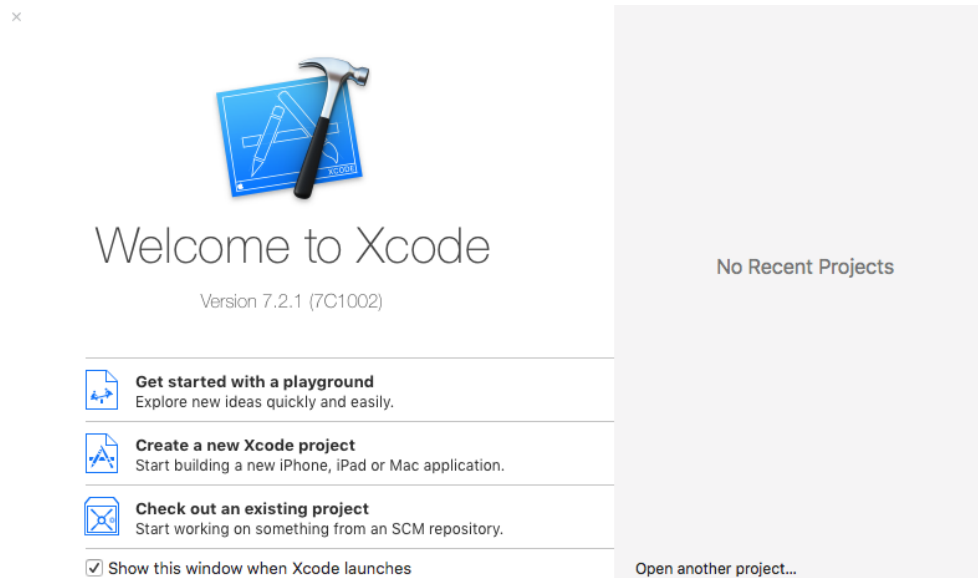 XCODE
Welcome to Xcode
Version 7.2.1 (7C1002)
No Recent Projects
Get started with a playground
Explore new ideas quickly and easily.
Create a new Xcode project
Start building a new iPhone, iPad or Mac application.
Check out an existing project
Start working on something from an SCM repository.
Show this window when Xcode launches
Open another project...